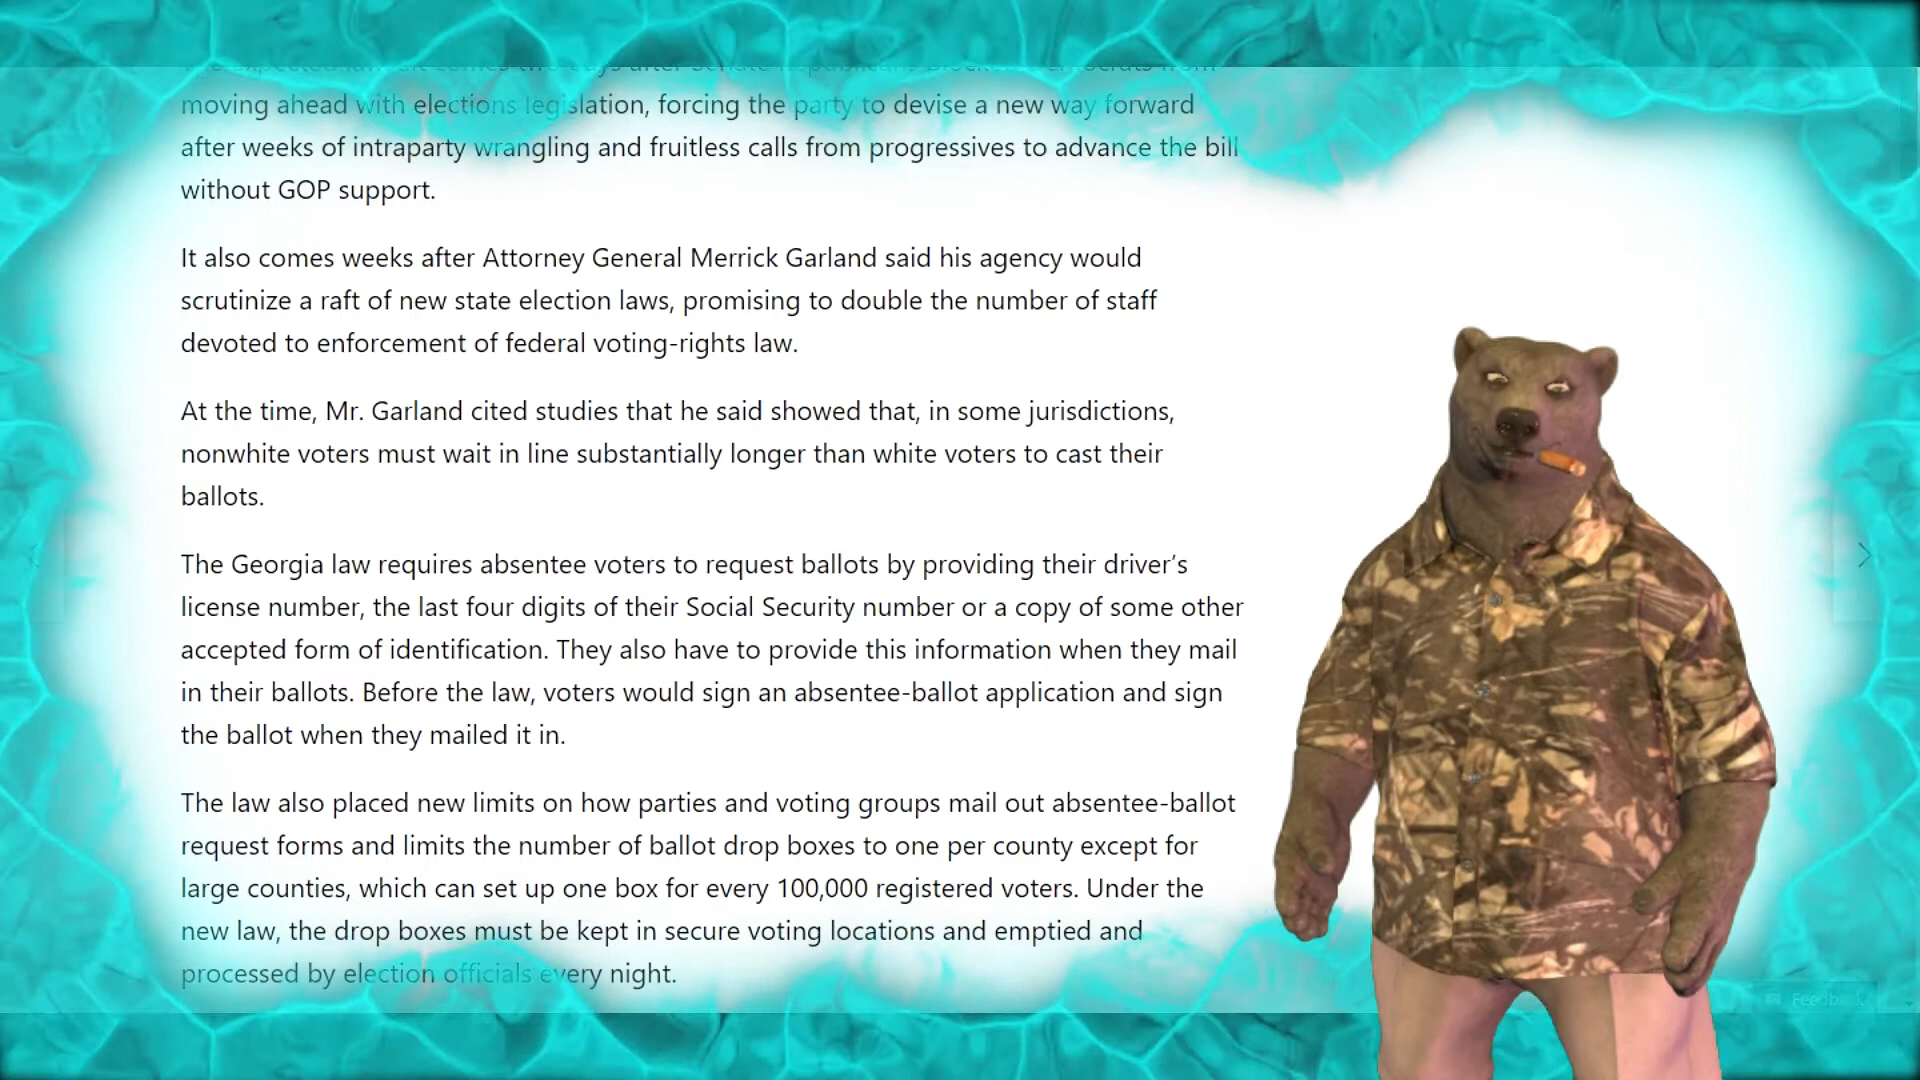 moving ahead with elections legislation, forcing the party to devise a new way forward
after weeks of intraparty wrangling and fruitless calls from progressives to advance the bill
without GOP support.
It also comes weeks after Attorney General Merrick Garland said his agency would
scrutinize a raft of new state election laws, promising to double the number of staff
devoted to enforcement of federal voting-rights law.
At the time, Mr. Garland cited studies that he said showed that, in some jurisdictions,
nonwhite voters must wait in line substantially longer than white voters to cast their
ballots.
The Georgia law requires absentee voters to request ballots by providing their driver’s
license number, the last four digits of their Social Security number or a copy of some other
accepted form of identification. They also have to provide this information when they mail
in their ballots. Before the law, voters would sign an absentee-ballot application and sign
the ballot when they mailed it in.
The law also placed new limits on how parties and voting groups mail out absentee-ballot
request forms and limits the number of ballot drop boxes to one per county except for
large counties, which can set up one box for every 100,000 registered voters. Under the
new law, the drop boxes must be kept in secure voting locations and emptied and
processed by election officials every night.
Feedback